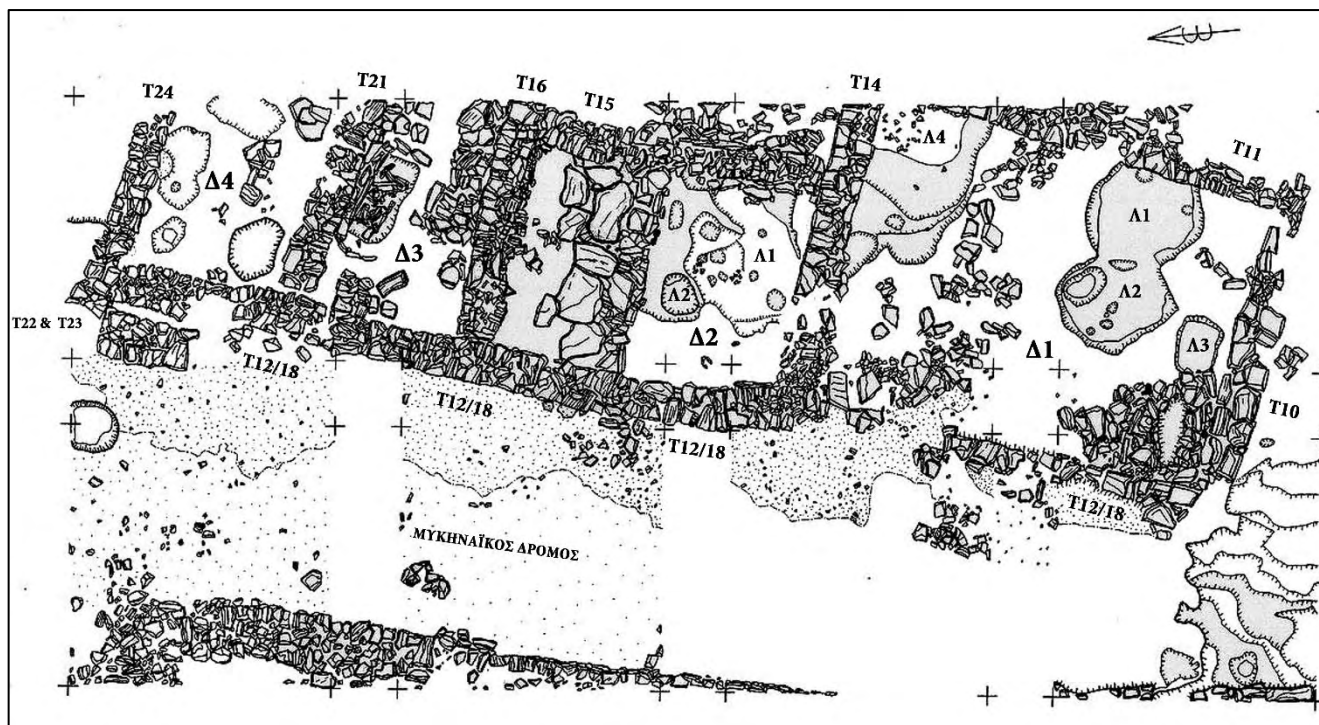 T24
T21
T16
T15
T14
T11
Λ4
Δ4
Λ1
Δ3
Λ1
Λ2
Λ2
T22 & T23
Δ2
Δ1
Λ3
T12/18
T12/18
T10
T12/18
T12/18
ΜΥΚΗΝΑΪΚΟΣ ΔΡΟΜΟΣ